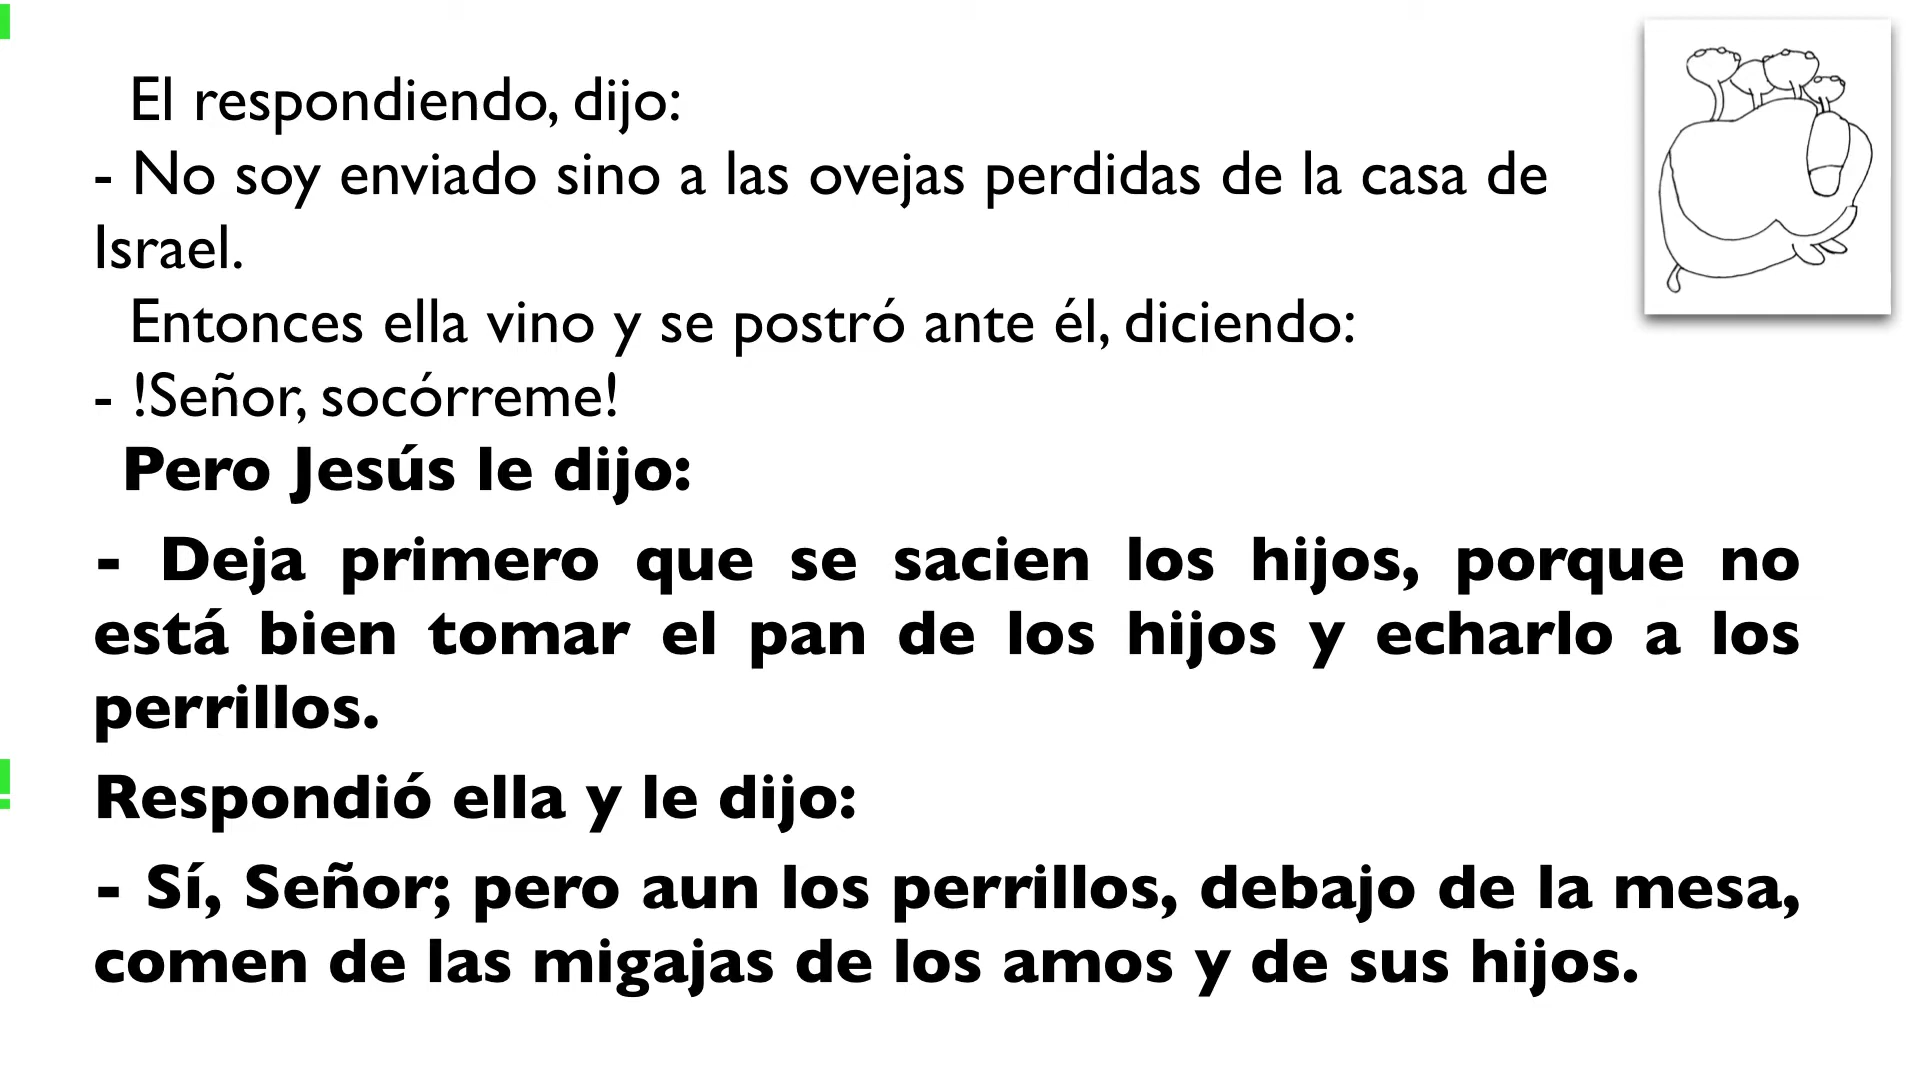 El respondiendo, dijo:
- No soy enviado sino a las ovejas perdidas de la casa de
Israel.
Entonces ella vino y se postró ante él, diciendo:
- !Señor, socórreme!
Pero Jesús le dijo:
- Deja primero que se sacien los hijos, porque no
está bien tomar el pan de los hijos y echarlo a los
perrillos.
Respondió ella y le dijo:
- Sí, Señor; pero aun los perrillos, debajo de la mesa,
comen de las migajas de los amos y de sus hijos.